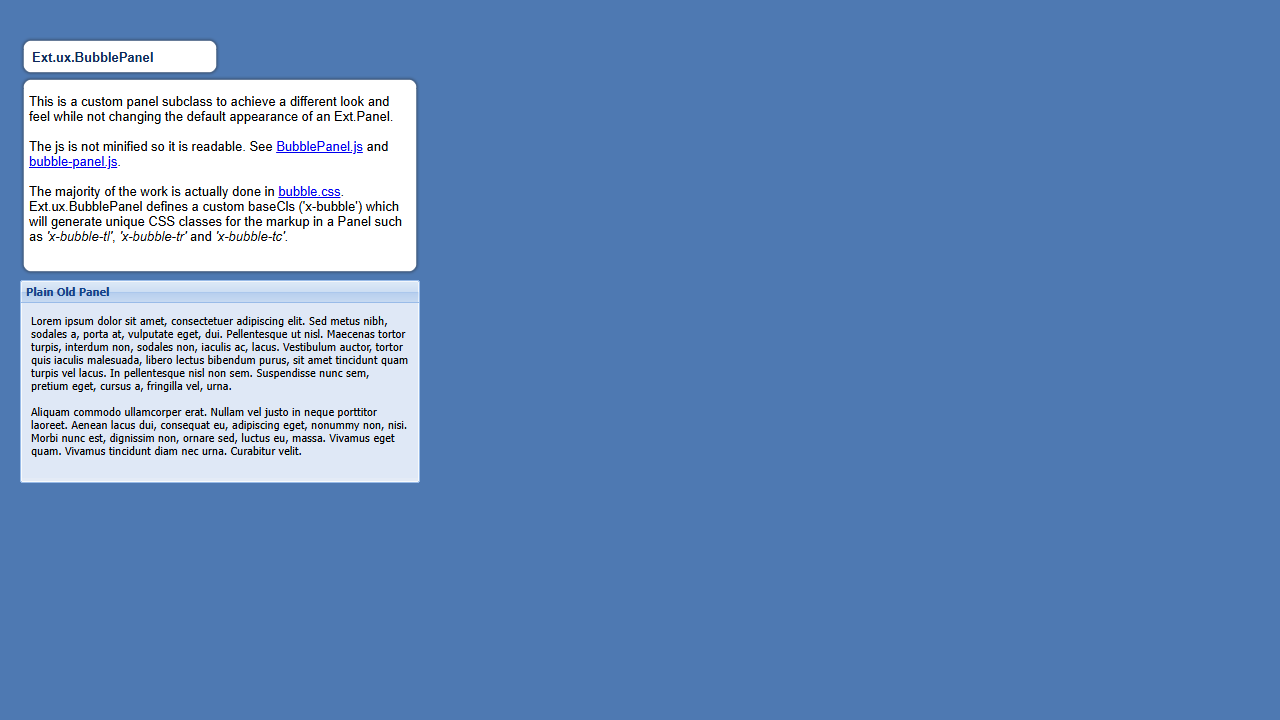 Ext.ux.BubblePanel
This is a custom panel subclass to achieve a different look and
feel while not changing the default appearance of an Ext.Panel.
The js is not minified so it is readable. See BubblePanel.js and
bubble-panel.js.
The majority of the work is actually done in bubble.css.
Ext.ux.BubblePanel defines a custom baseCls ('x-bubble') which
will generate unique CSS classes for the markup in a Panel such
as 'x-bubble-tl', 'x-bubble-tr' and 'x-bubble-tc'.
Plain Old Panel
Lorem ipsum dolor sit amet, consectetuer adipiscing elit. Sed metus nibh,
sodales a, porta at, vulputate eget, dui. Pellentesque ut nisl. Maecenas tortor
turpis, interdum non, sodales non, iaculis ac, lacus. Vestibulum auctor, tortor
quis iaculis malesuada, libero lectus bibendum purus, sit amet tincidunt quam
turpis vel lacus. In pellentesque nisl non sem. Suspendisse nunc sem,
pretium eget, cursus a, fringilla vel, urna.
Aliquam commodo ullamcorper erat. Nullam vel justo in neque porttitor
laoreet. Aenean lacus dui, consequat eu, adipiscing eget, nonummy non, nisi.
Morbi nunc est, dignissim non, ornare sed, luctus eu, massa. Vivamus eget
quam. Vivamus tincidunt diam nec urna. Curabitur velit.